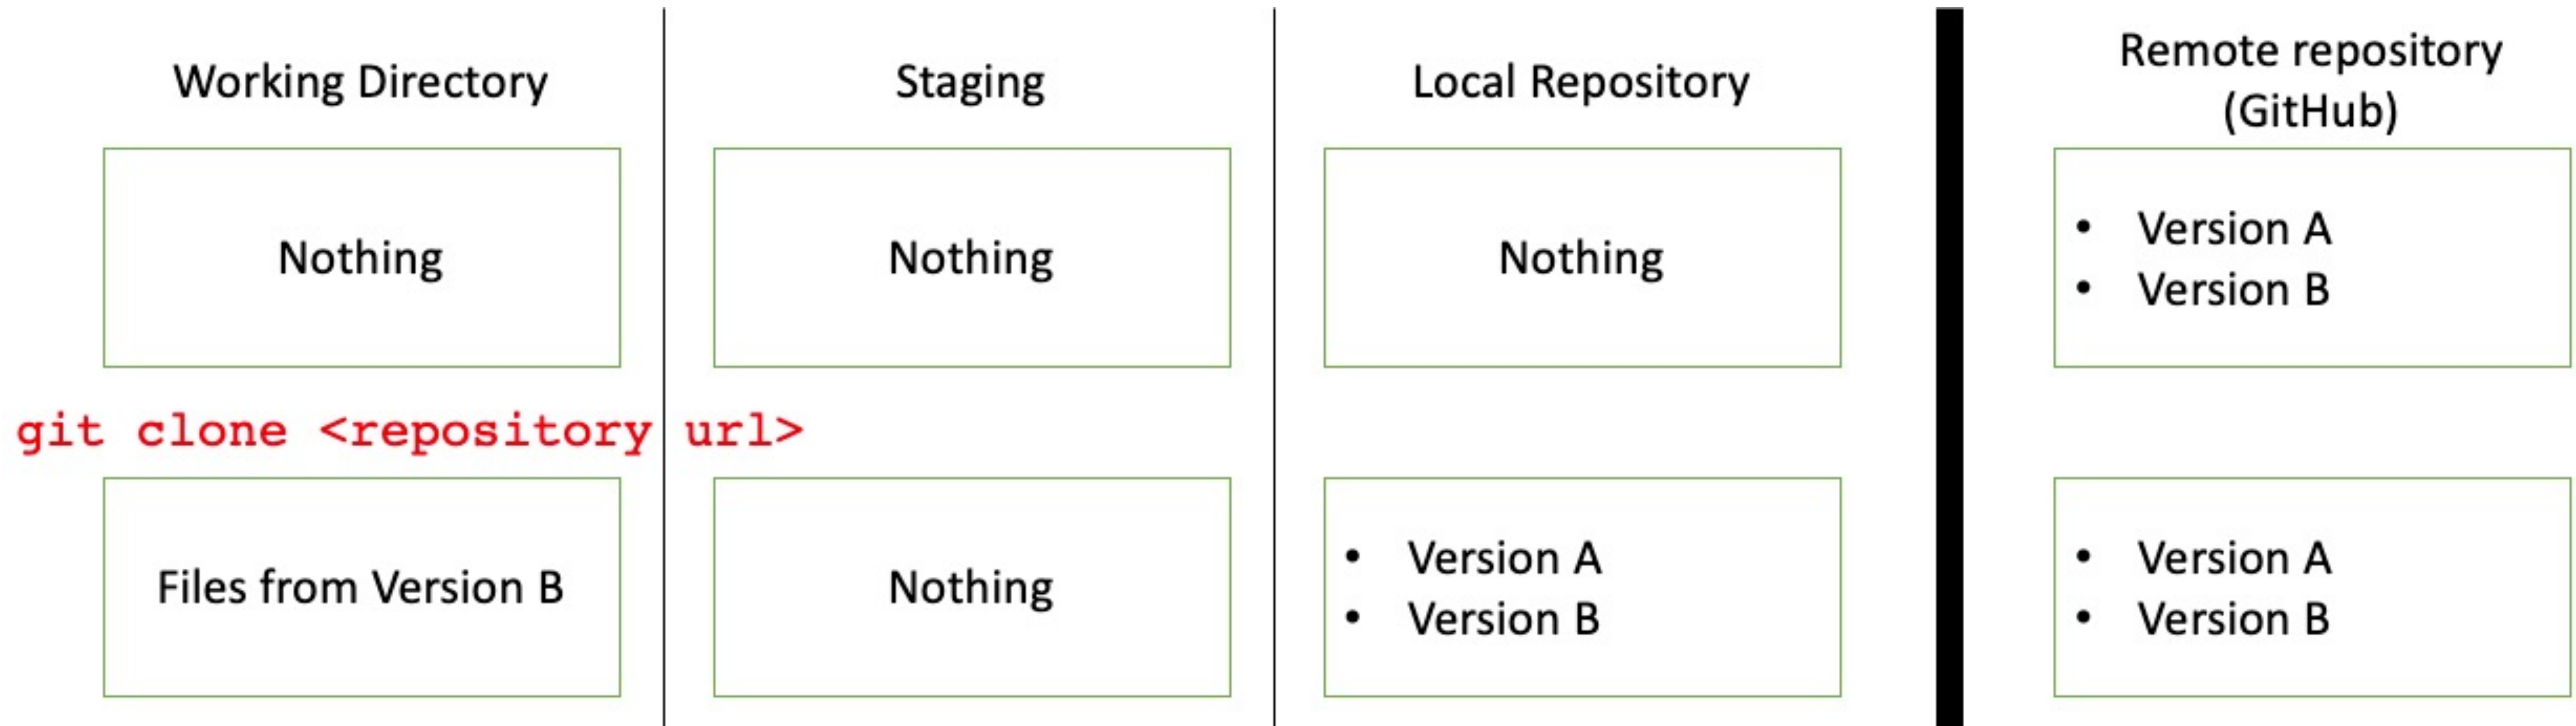 Working Directory
Staging
Local Repository
Remote repository
(GitHub)
Nothing
Nothing
Nothing
• Version A
• Version B
git clone <repository url>
Files from Version B
Nothing
• Version A
• Version B
• Version A
• Version B